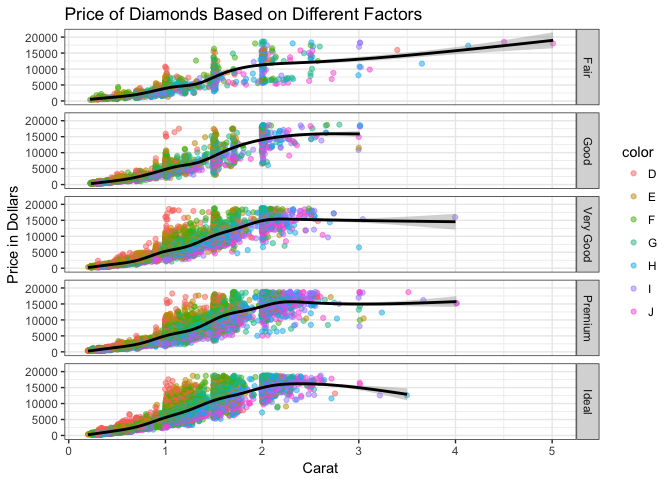 Price of Diamonds Based on Different Factors
Price in Dollars
20000
15000
10000
5000
0
Fair
20000
15000
10000
5000
0
Good
20000
15000
10000
5000
0
Very Good
20000
15000
10000
5000
0
Premium
20000
15000
10000
5000
0
Ideal
0 1 2 3 4 5
Carat
color
D
E
F
G
H
I
J